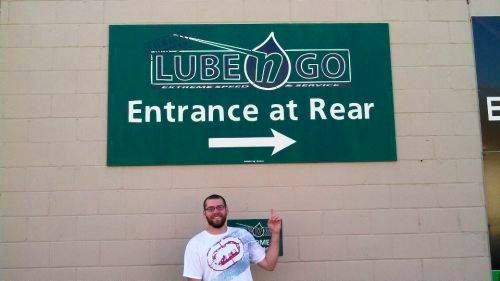 LUBE n GO
EXTREME SPEED & SERVICE
Entrance at Rear
E